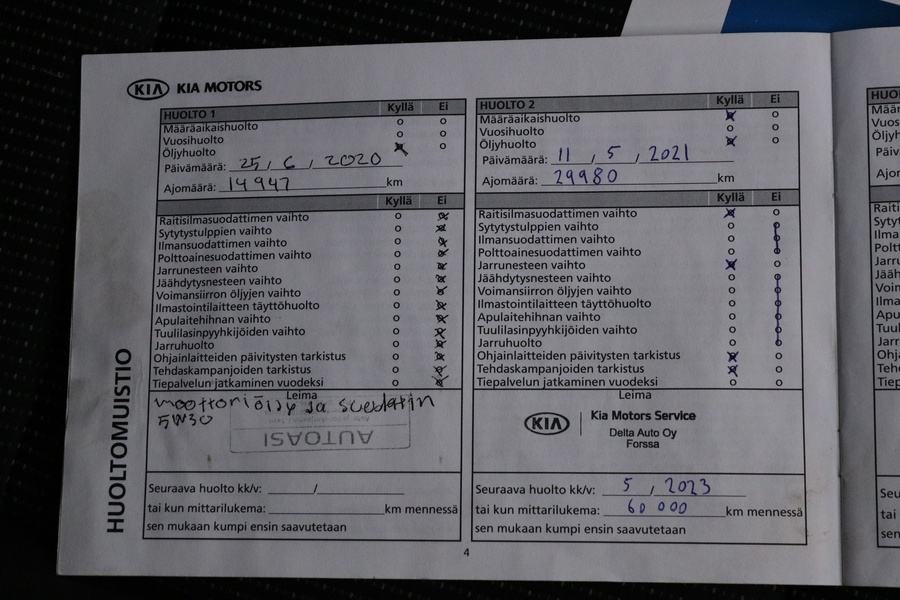 KIA KIA MOTORS
HUOLTO 1 Kyllä Ei
Määräaikaishuolto
Vuosihuolto
Öljyhuolto
Päivämäärä: 25, 6, 2020
Ajomäärä: 14947 km
Kyllä Ei
Raitisilmasuodattimen vaihto
Sytytystulppien vaihto
Ilmansuodattimen vaihto
Polttoainesuodattimen vaihto
Jarrunesteen vaihto
Jäähdytysnesteen vaihto
Voimansiirron öljyjen vaihto
Ilmastointilaitteen täyttöhuolto
Apulaitehihnan vaihto
Tuulilasinpyyhkijöiden vaihto
Jarruhuolto
Ohjainlaitteiden päivitysten tarkistus
Tehdaskampanjoiden tarkistus
Tiepalvelun jatkaminen vuodeksi
Leima
moottoriöljy ja suodatin
5W30
AUTOASI
Seuraava huolto kk/v: /
tai kun mittarilukema: km mennessä
sen mukaan kumpi ensin saavutetaan
HUOLTO 2 Kyllä Ei
Määräaikaishuolto
Vuosihuolto
Öljyhuolto
Päivämäärä: 11, 5, 2021
Ajomäärä: 29980 km
Kyllä Ei
Raitisilmasuodattimen vaihto
Sytytystulppien vaihto
Ilmansuodattimen vaihto
Polttoainesuodattimen vaihto
Jarrunesteen vaihto
Jäähdytysnesteen vaihto
Voimansiirron öljyjen vaihto
Ilmastointilaitteen täyttöhuolto
Apulaitehihnan vaihto
Tuulilasinpyyhkijöiden vaihto
Jarruhuolto
Ohjainlaitteiden päivitysten tarkistus
Tehdaskampanjoiden tarkistus
Tiepalvelun jatkaminen vuodeksi
Leima
KIA Kia Motors Service
Delta Auto Oy
Forssa
Seuraava huolto kk/v: 5, 2023
tai kun mittarilukema: 60 000 km mennessä
sen mukaan kumpi ensin saavutetaan
HUOLTOMUISTIO
4